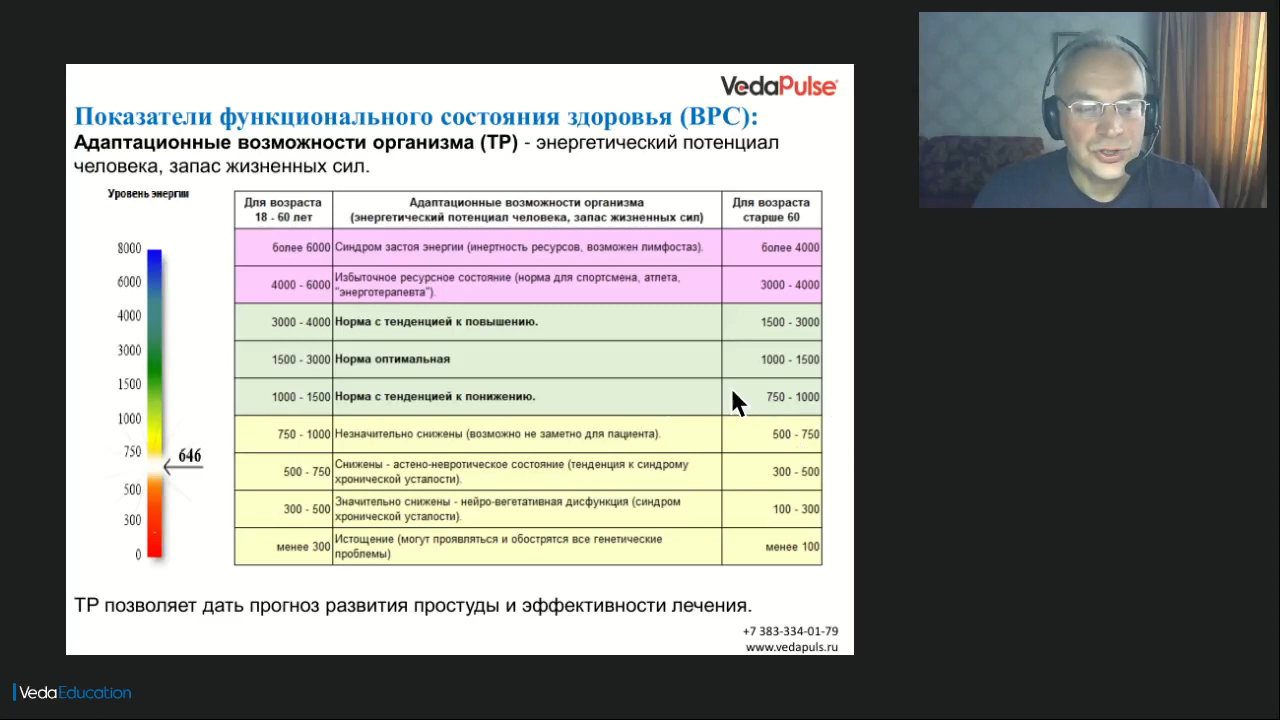 VedaPulse
Показатели функционального состояния здоровья (ВРС):
Адаптационные возможности организма (TP) - энергетический потенциал
человека, запас жизненных сил.
Уровень энергии
8000
6000
4000
3000
1500
1000
750
646
500
300
0
Для возраста Адаптационные возможности организма Для возраста
18 - 60 лет (энергетический потенциал человека, запас жизненных сил) старше 60
более 6000 Синдром застоя энергии (инертность ресурсов, возможен лимфостаз). более 4000
Избыточное ресурсное состояние (норма для спортсмена, атлета,
4000 - 6000 "энерготерапевта"). 3000 - 4000
3000 - 4000 Норма с тенденцией к повышению. 1500 - 3000
1500 - 3000 Норма оптимальная 1000 - 1500
1000 - 1500 Норма с тенденцией к понижению. 750 - 1000
750 - 1000 Незначительно снижены (возможно не заметно для пациента). 500 - 750
Снижены - астено-невротическое состояние (тенденция к синдрому
500 - 750 хронической усталости). 300 - 500
Значительно снижены - нейро-вегетативная дисфункция (синдром
300 - 500 хронической усталости). 100 - 300
Истощение (могут проявляться и обострятся все генетические
менее 300 проблемы) менее 100
TP позволяет дать прогноз развития простуды и эффективности лечения.
+7 383-334-01-79
www.vedapuls.ru
VedaEducation